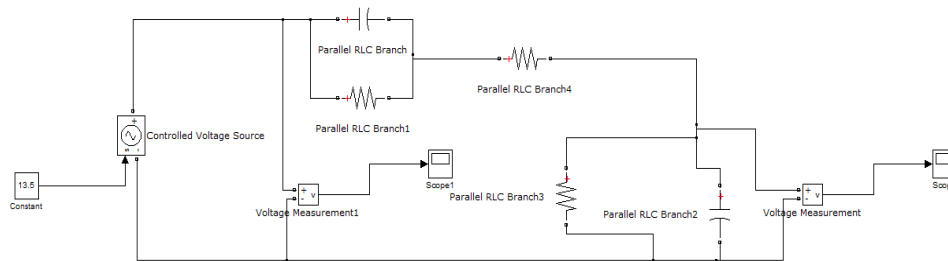 Parallel RLC Branch
Parallel RLC Branch4
Parallel RLC Branch1
+
Controlled Voltage Source
s
-
13.5
Constant
+
-
v
Voltage Measurement1
Scope1
Parallel RLC Branch3
Parallel RLC Branch2
+
-
v
Voltage Measurement
Scop